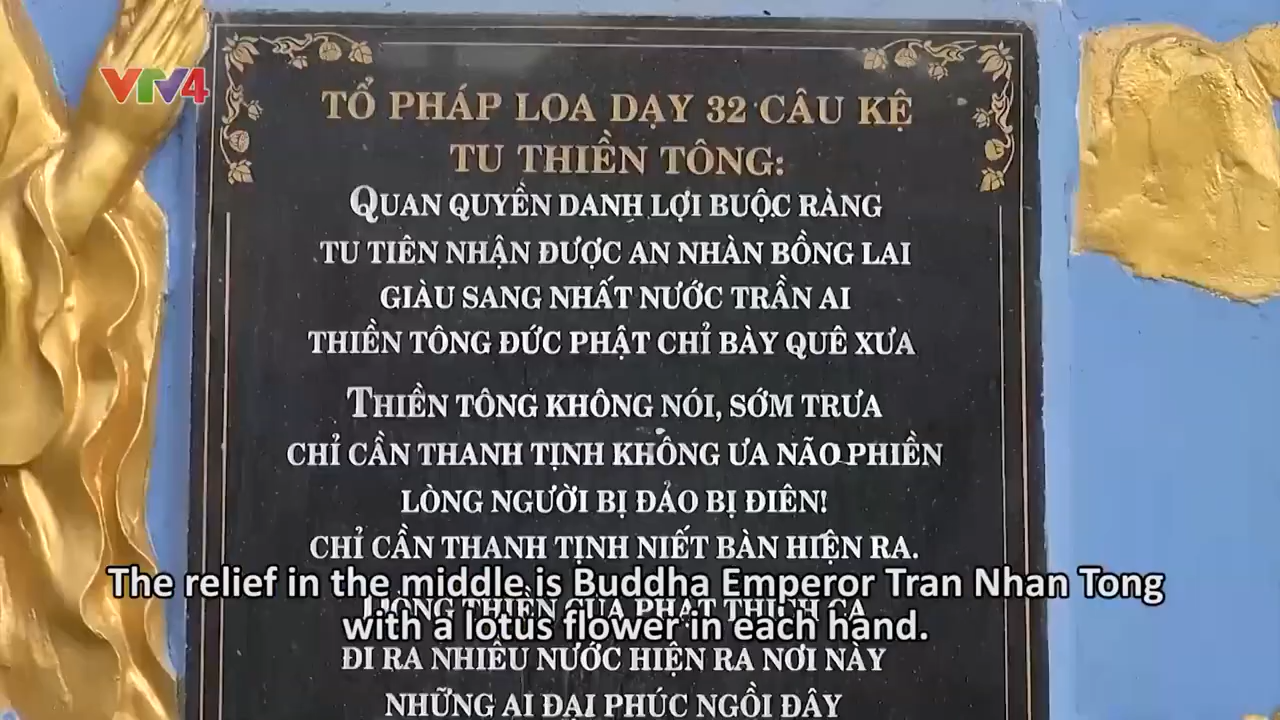 VTV4
TỔ PHÁP LOA DẠY 32 CÂU KỆ
TU THIỀN TÔNG:
QUAN QUYỀN DANH LỢI BUỘC RÀNG
TU TIÊN NHẬN ĐƯỢC AN NHÀN BỒNG LAI
GIÀU SANG NHẤT NƯỚC TRẦN AI
THIỀN TÔNG ĐỨC PHẬT CHỈ BÀY QUÊ XƯA
THIỀN TÔNG KHÔNG NÓI, SỚM TRƯA
CHỈ CẦN THANH TỊNH KHÔNG ƯA NÃO PHIỀN
LÒNG NGƯỜI BỊ ĐẢO BỊ ĐIÊN!
CHỈ CẦN THANH TỊNH NIẾT BÀN HIỆN RA.
The relief in the middle is Buddha Emperor Tran Nhan Tong
THIỀN CỦA PHẬT THÍCH CA
with a lotus flower in each hand.
ĐI RA NHIỀU NƯỚC HIỆN RA NƠI NÀY
NHỮNG AI ĐẠI PHÚC NGỒI ĐÂY